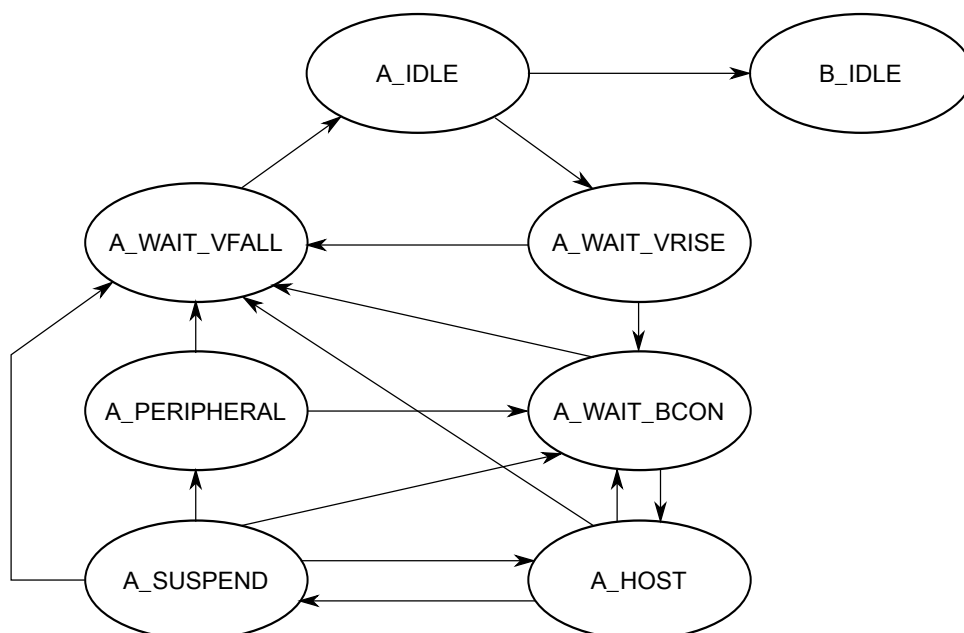 A_IDLE
B_IDLE
A_WAIT_VFALL
A_WAIT_VRISE
A_PERIPHERAL
A_WAIT_BCON
A_SUSPEND
A_HOST